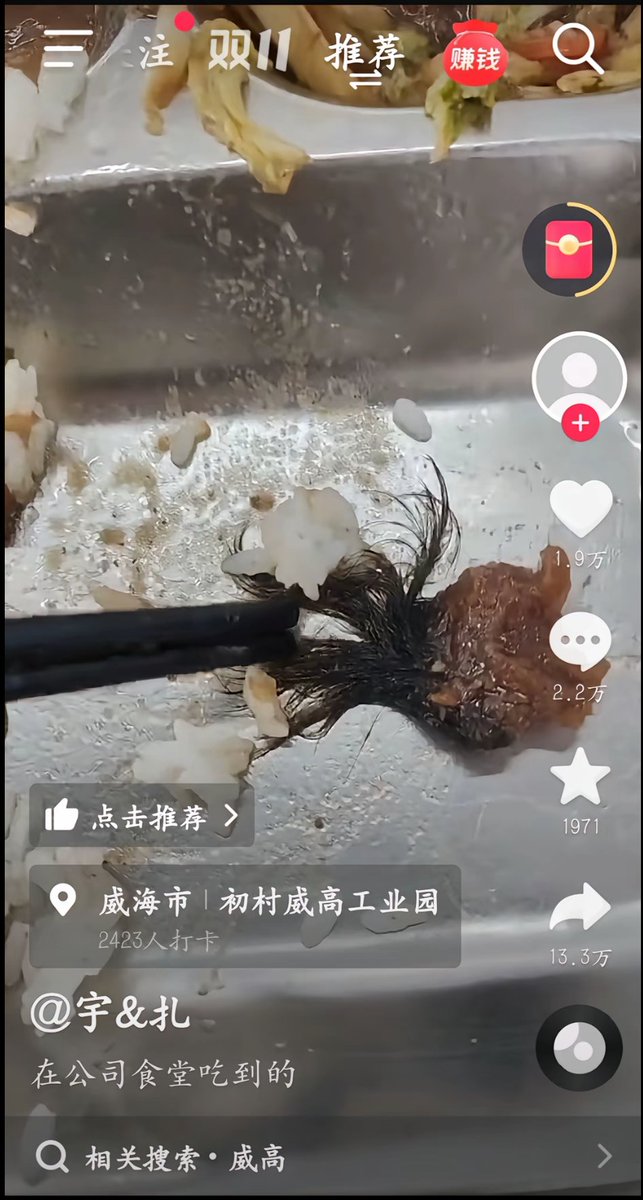 注 双11 推荐 赚钱
1.9万
2.2万
1971
13.3万
点击推荐
威海市 | 初村威高工业园
2423人打卡
@宇&扎
在公司食堂吃到的
相关搜索·威高